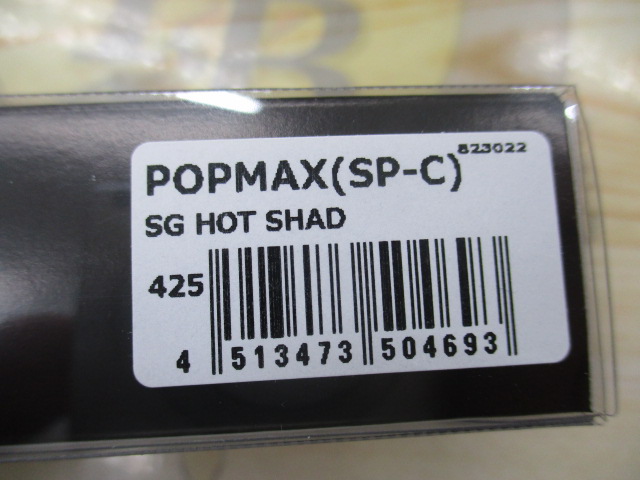 823022
POPMAX(SP-C)
SG HOT SHAD
425
4 513473 504693